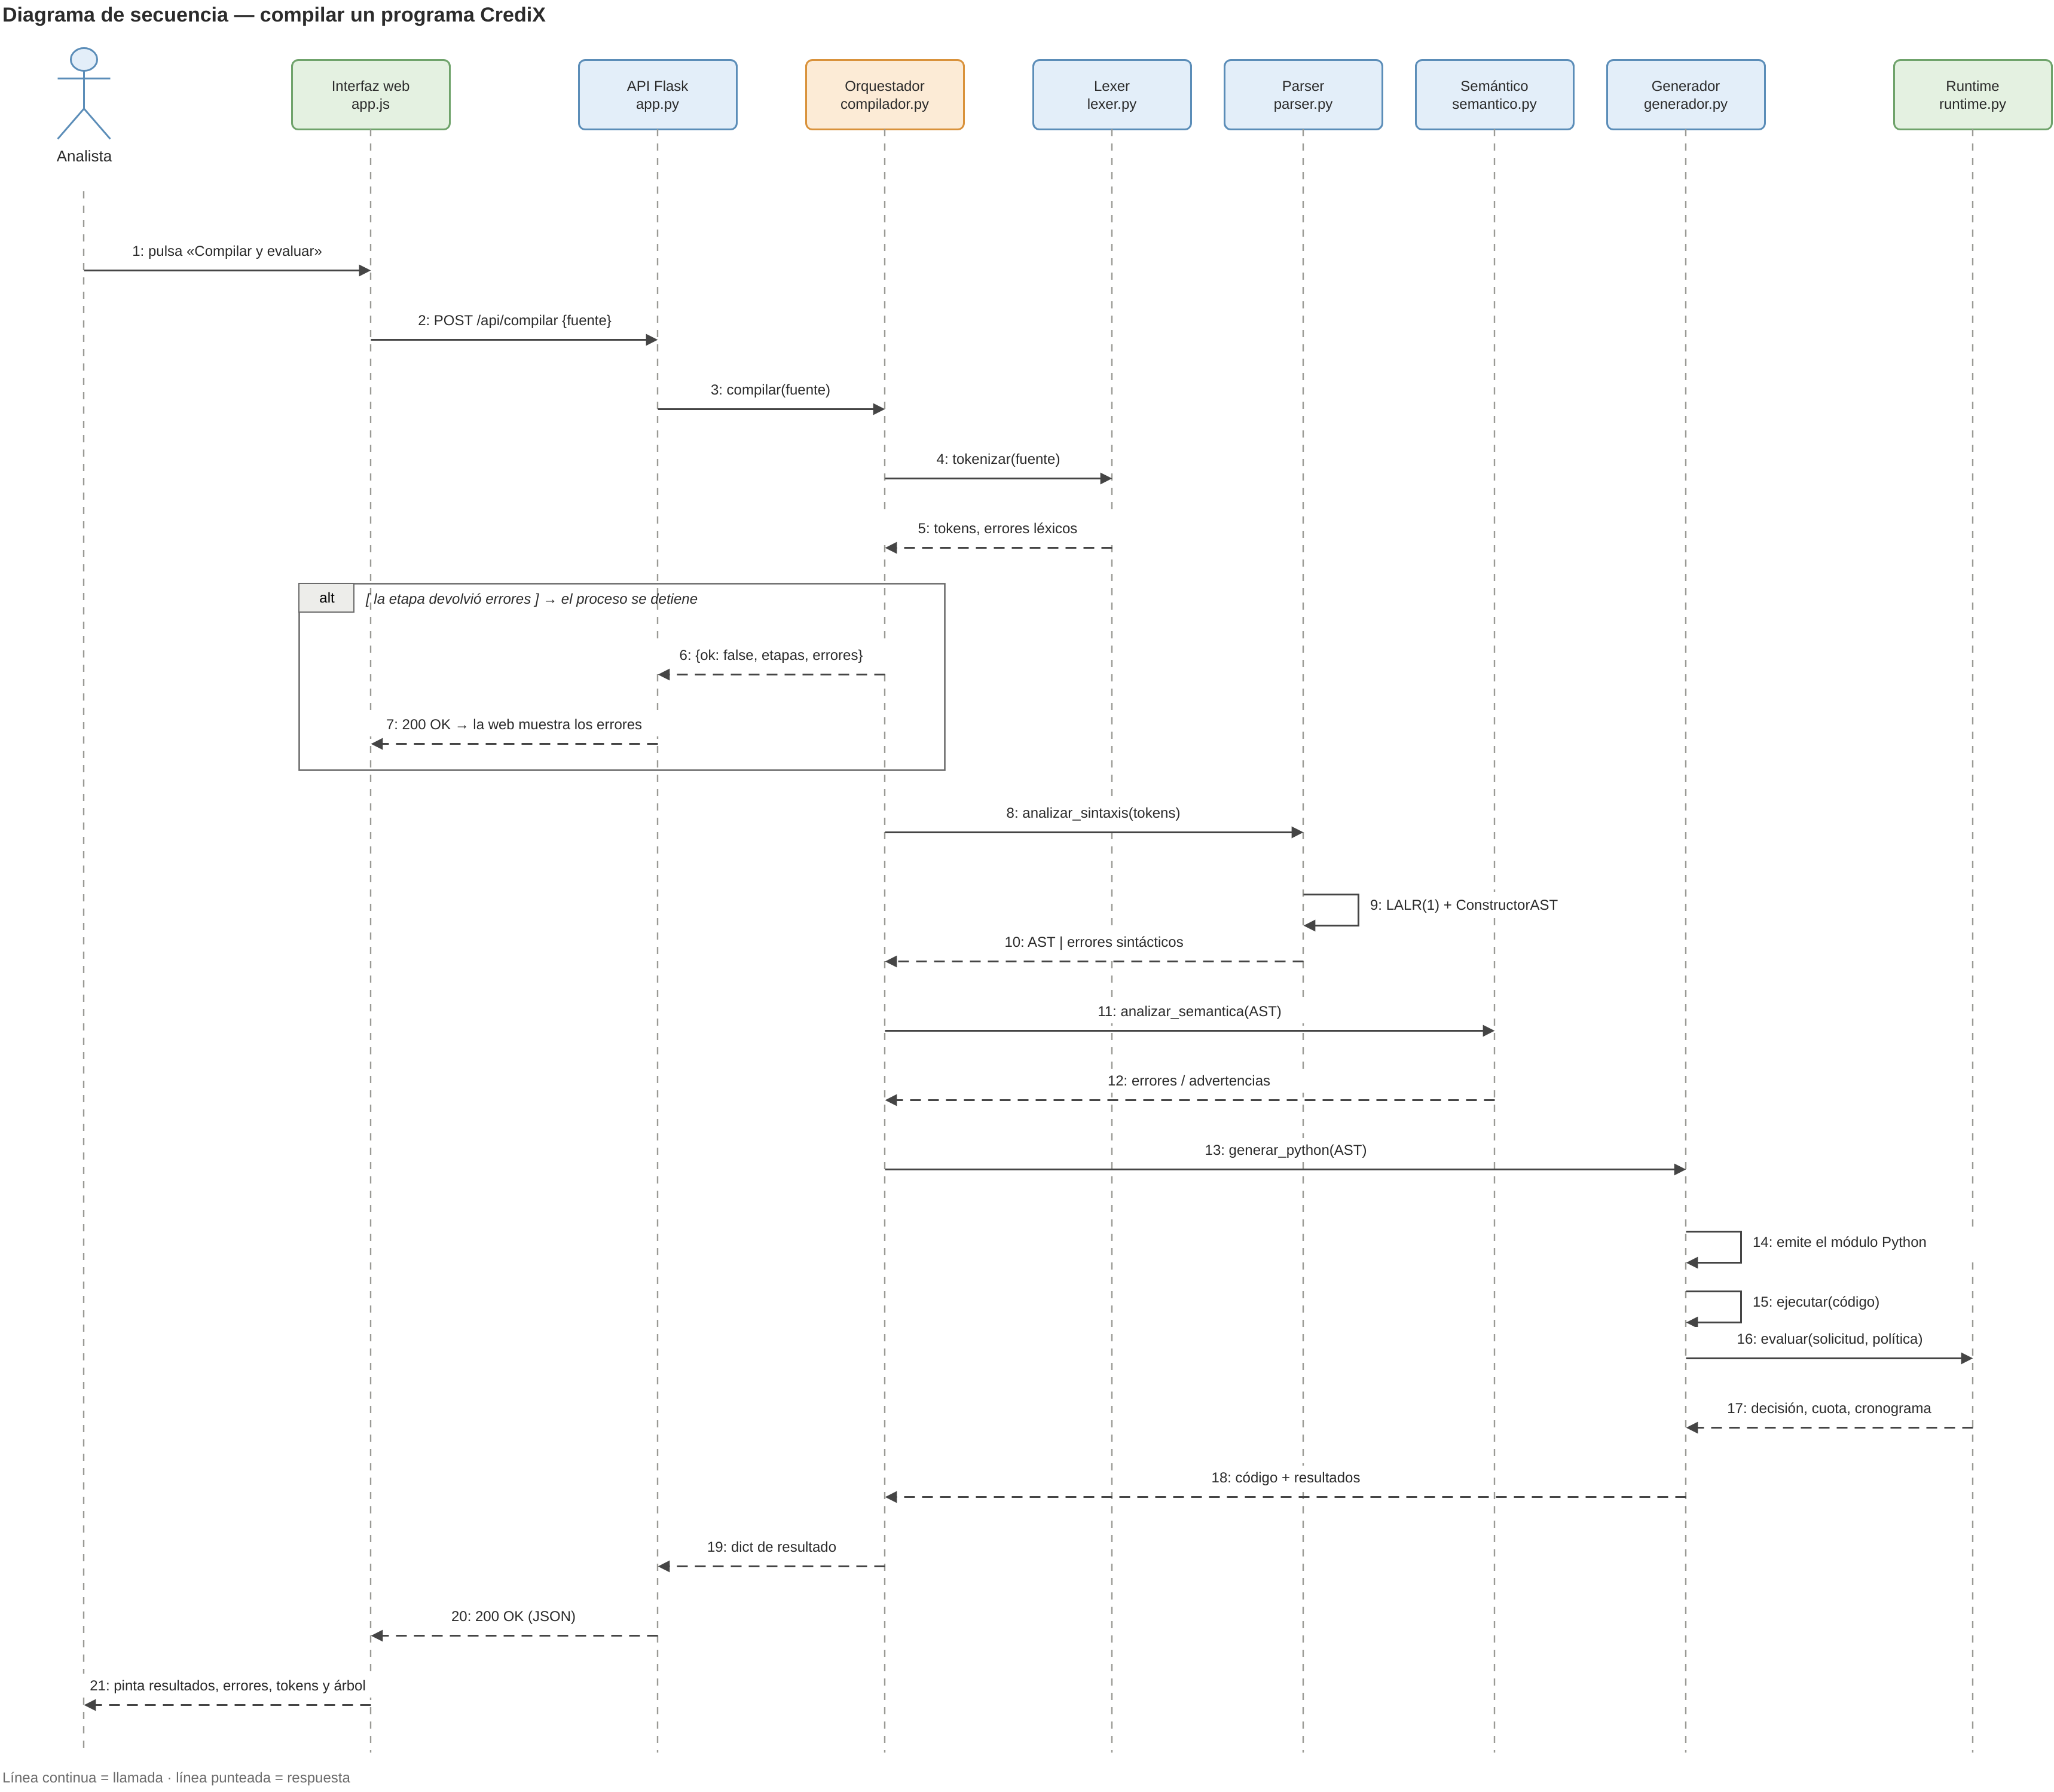 Diagrama de secuencia — compilar un programa CrediX
Analista
Interfaz web
app.js
API Flask
app.py
Orquestador
compilador.py
Lexer
lexer.py
Parser
parser.py
Semántico
semantico.py
Generador
generador.py
Runtime
runtime.py
1: pulsa «Compilar y evaluar»
2: POST /api/compilar {fuente}
3: compilar(fuente)
4: tokenizar(fuente)
5: tokens, errores léxicos
alt
[ la etapa devolvió errores ] → el proceso se detiene
6: {ok: false, etapas, errores}
7: 200 OK → la web muestra los errores
8: analizar_sintaxis(tokens)
9: LALR(1) + ConstructorAST
10: AST | errores sintácticos
11: analizar_semantica(AST)
12: errores / advertencias
13: generar_python(AST)
14: emite el módulo Python
15: ejecutar(código)
16: evaluar(solicitud, política)
17: decisión, cuota, cronograma
18: código + resultados
19: dict de resultado
20: 200 OK (JSON)
21: pinta resultados, errores, tokens y árbol
Línea continua = llamada · línea punteada = respuesta